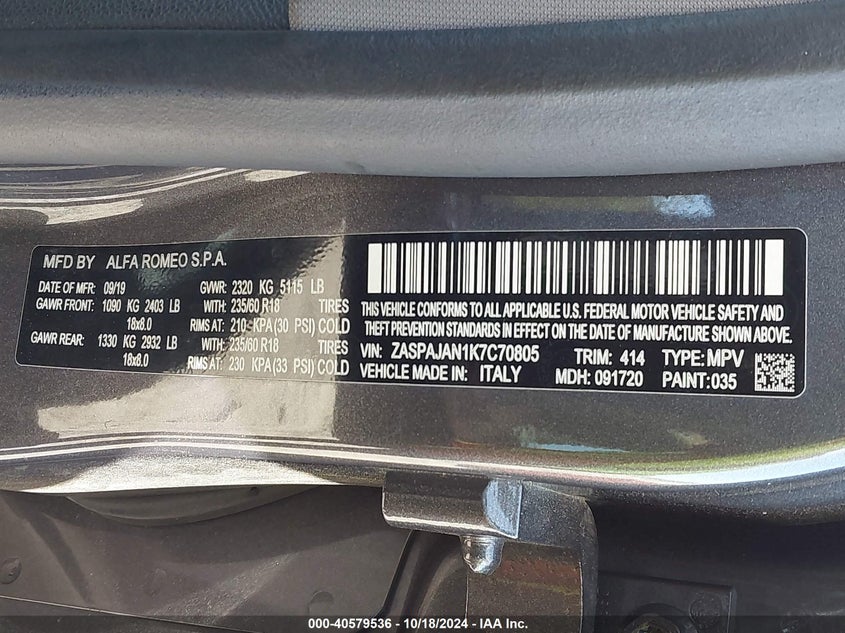 MFD BY ALFA ROMEO S.P.A.
DATE OF MFR: 09/19 GVWR: 2320 KG 5115 LB
GAWR FRONT: 1090 KG 2403 LB WITH: 235/60 R18 TIRES
18x8.0 RIMS AT: 210 KPA (30 PSI) COLD
GAWR REAR: 1330 KG 2932 LB WITH: 235/60 R18 TIRES
18x8.0 RIMS AT: 230 KPA (33 PSI) COLD
THIS VEHICLE CONFORMS TO ALL APPLICABLE U.S. FEDERAL MOTOR VEHICLE SAFETY AND
THEFT PREVENTION STANDARDS IN EFFECT ON THE DATE OF MANUFACTURE SHOWN ABOVE.
VIN: ZASPAJAN1K7C70805 TRIM: 414 TYPE: MPV
VEHICLE MADE IN: ITALY MDH: 091720 PAINT: 035
000-40579536 - 10/18/2024 - IAA Inc.